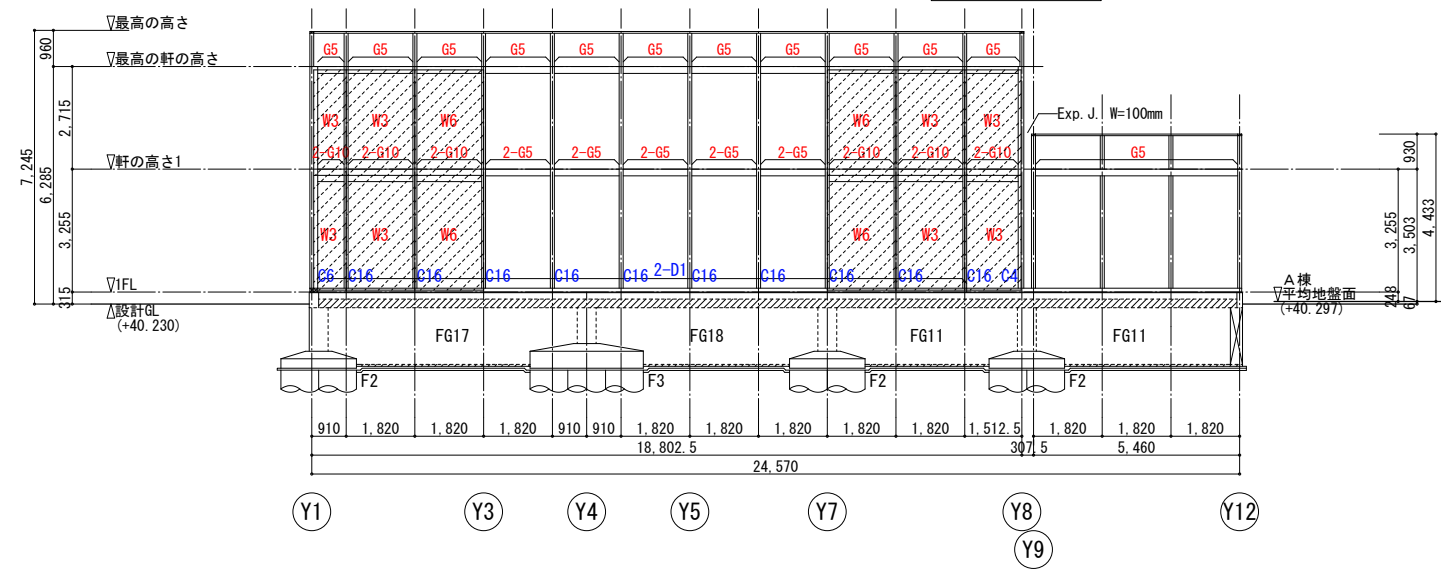 ▽最高の高さ
960
G5 G5 G5 G5 G5 G5 G5 G5 G5 G5 G5
▽最高の軒の高さ
2,715
W3 W3 W6 W6 W3 W3
Exp.J. W=100mm
2-G10 2-G10 2-G10 2-G5 2-G5 2-G5 2-G5 2-G5 2-G10 2-G10 2-G10 G5
▽軒の高さ1
7,245
6,285
3,255
930
3,255
3,503
4,433
W3 W3 W6 W6 W3 W3
C6 C16 C16 C16 C16 C16 2-D1 C16 C16 C16 C16 C16 C4
▽1FL
315
△設計GL
(+40.230)
A棟
▽平均地盤面
(+40.297)
248
67
FG17 FG18 FG11 FG11
F2 F3 F2 F2
910 1,820 1,820 1,820 910 910 1,820 1,820 1,820 1,820 1,820 1,512.5 1,820 1,820 1,820
18,802.5 307.5 5,460
24,570
Y1 Y3 Y4 Y5 Y7 Y8 Y12
Y9